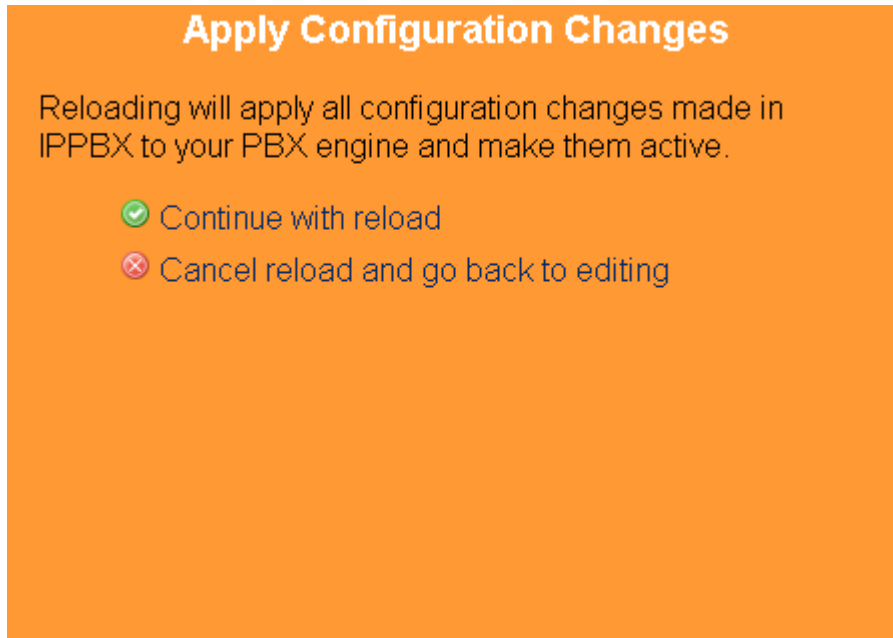 Apply Configuration Changes
Reloading will apply all configuration changes made in
IPPBX to your PBX engine and make them active.
Continue with reload
Cancel reload and go back to editing